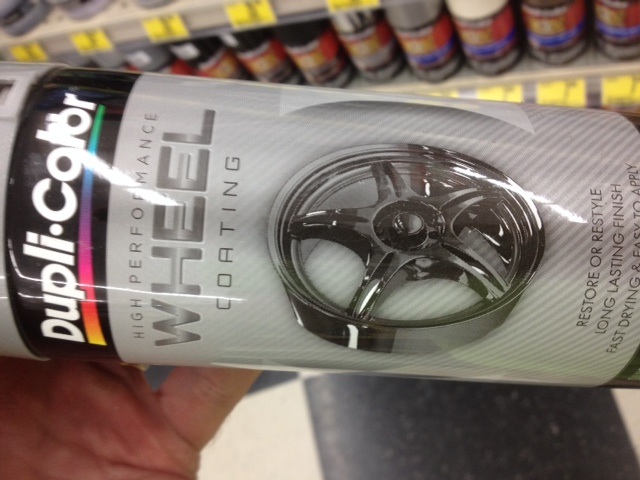 Dupli-Color
HIGH PERFORMANCE
WHEEL
COATING
RESTORE OR RESTYLE
LONG LASTING FINISH
FAST DRYING & EASY TO APPLY